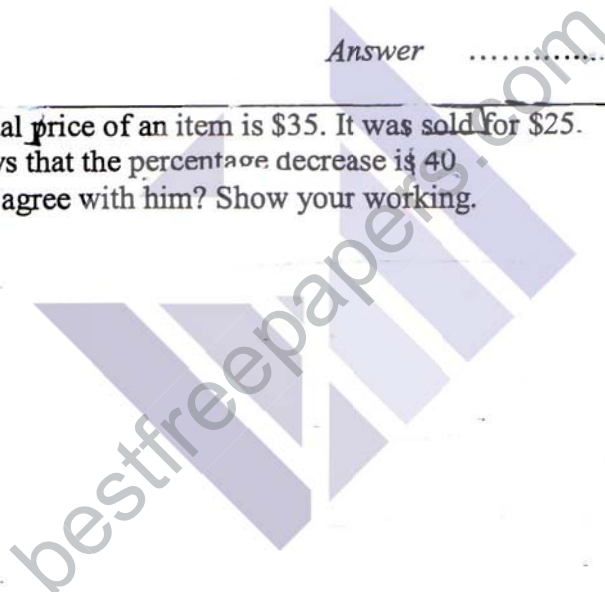 Answer ..............
al price of an item is $35. It was sold for $25.
s that the percentage decrease is 40
agree with him? Show your working.
bestfreepapers.com